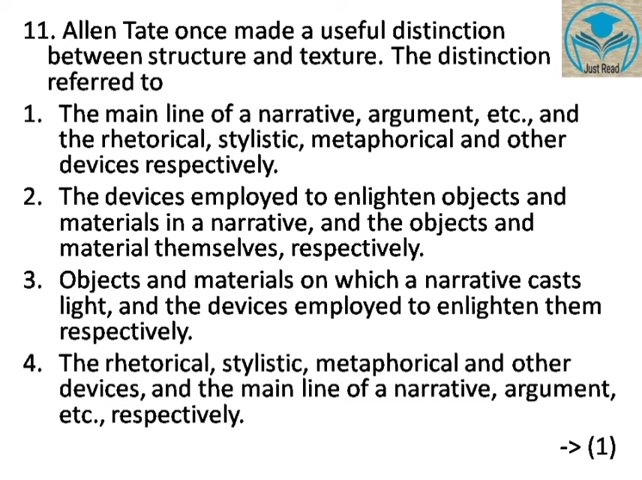 11. Allen Tate once made a useful distinction
between structure and texture. The distinction
referred to
1. The main line of a narrative, argument, etc., and
the rhetorical, stylistic, metaphorical and other
devices respectively.
2. The devices employed to enlighten objects and
materials in a narrative, and the objects and
material themselves, respectively.
3. Objects and materials on which a narrative casts
light, and the devices employed to enlighten them
respectively.
4. The rhetorical, stylistic, metaphorical and other
devices, and the main line of a narrative, argument,
etc., respectively.
-> (1)
Just Read